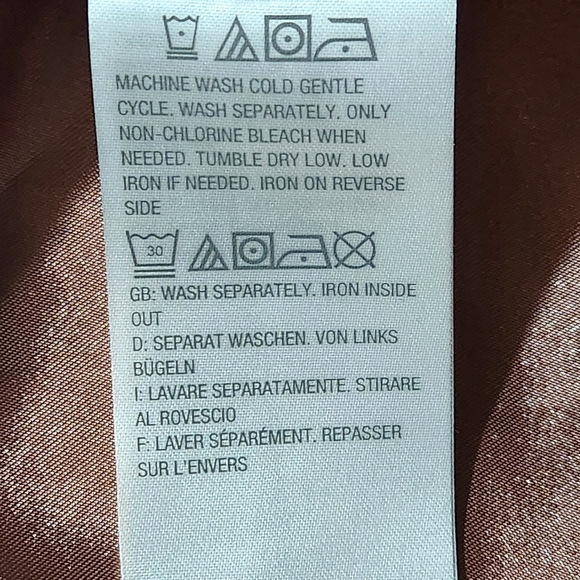 MACHINE WASH COLD GENTLE
CYCLE. WASH SEPARATELY. ONLY
NON-CHLORINE BLEACH WHEN
NEEDED. TUMBLE DRY LOW. LOW
IRON IF NEEDED. IRON ON REVERSE
SIDE
30
GB: WASH SEPARATELY. IRON INSIDE
OUT
D: SEPARAT WASCHEN. VON LINKS
BÜGELN
I: LAVARE SEPARATAMENTE. STIRARE
AL ROVESCIO
F: LAVER SÉPARÉMENT. REPASSER
SUR L'ENVERS